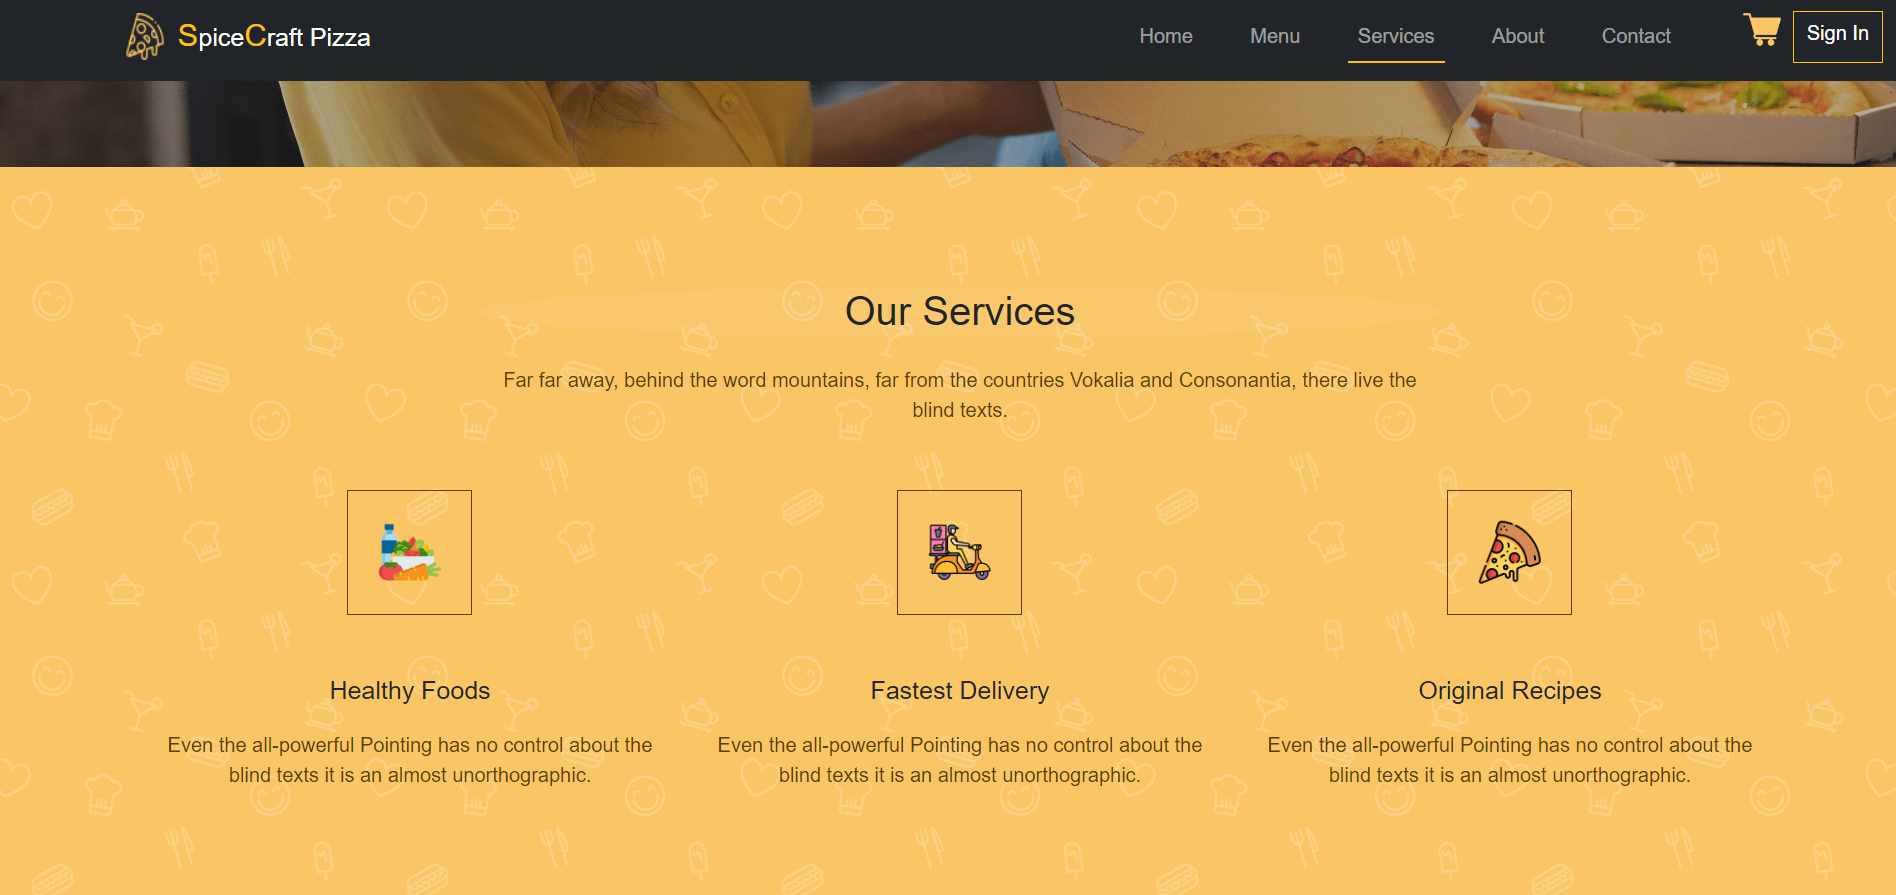 SpiceCraft Pizza
Home
Menu
Services
About
Contact
Sign In
Our Services
Far far away, behind the word mountains, far from the countries Vokalia and Consonantia, there live the
blind texts.
Healthy Foods
Even the all-powerful Pointing has no control about the
blind texts it is an almost unorthographic.
Fastest Delivery
Even the all-powerful Pointing has no control about the
blind texts it is an almost unorthographic.
Original Recipes
Even the all-powerful Pointing has no control about the
blind texts it is an almost unorthographic.